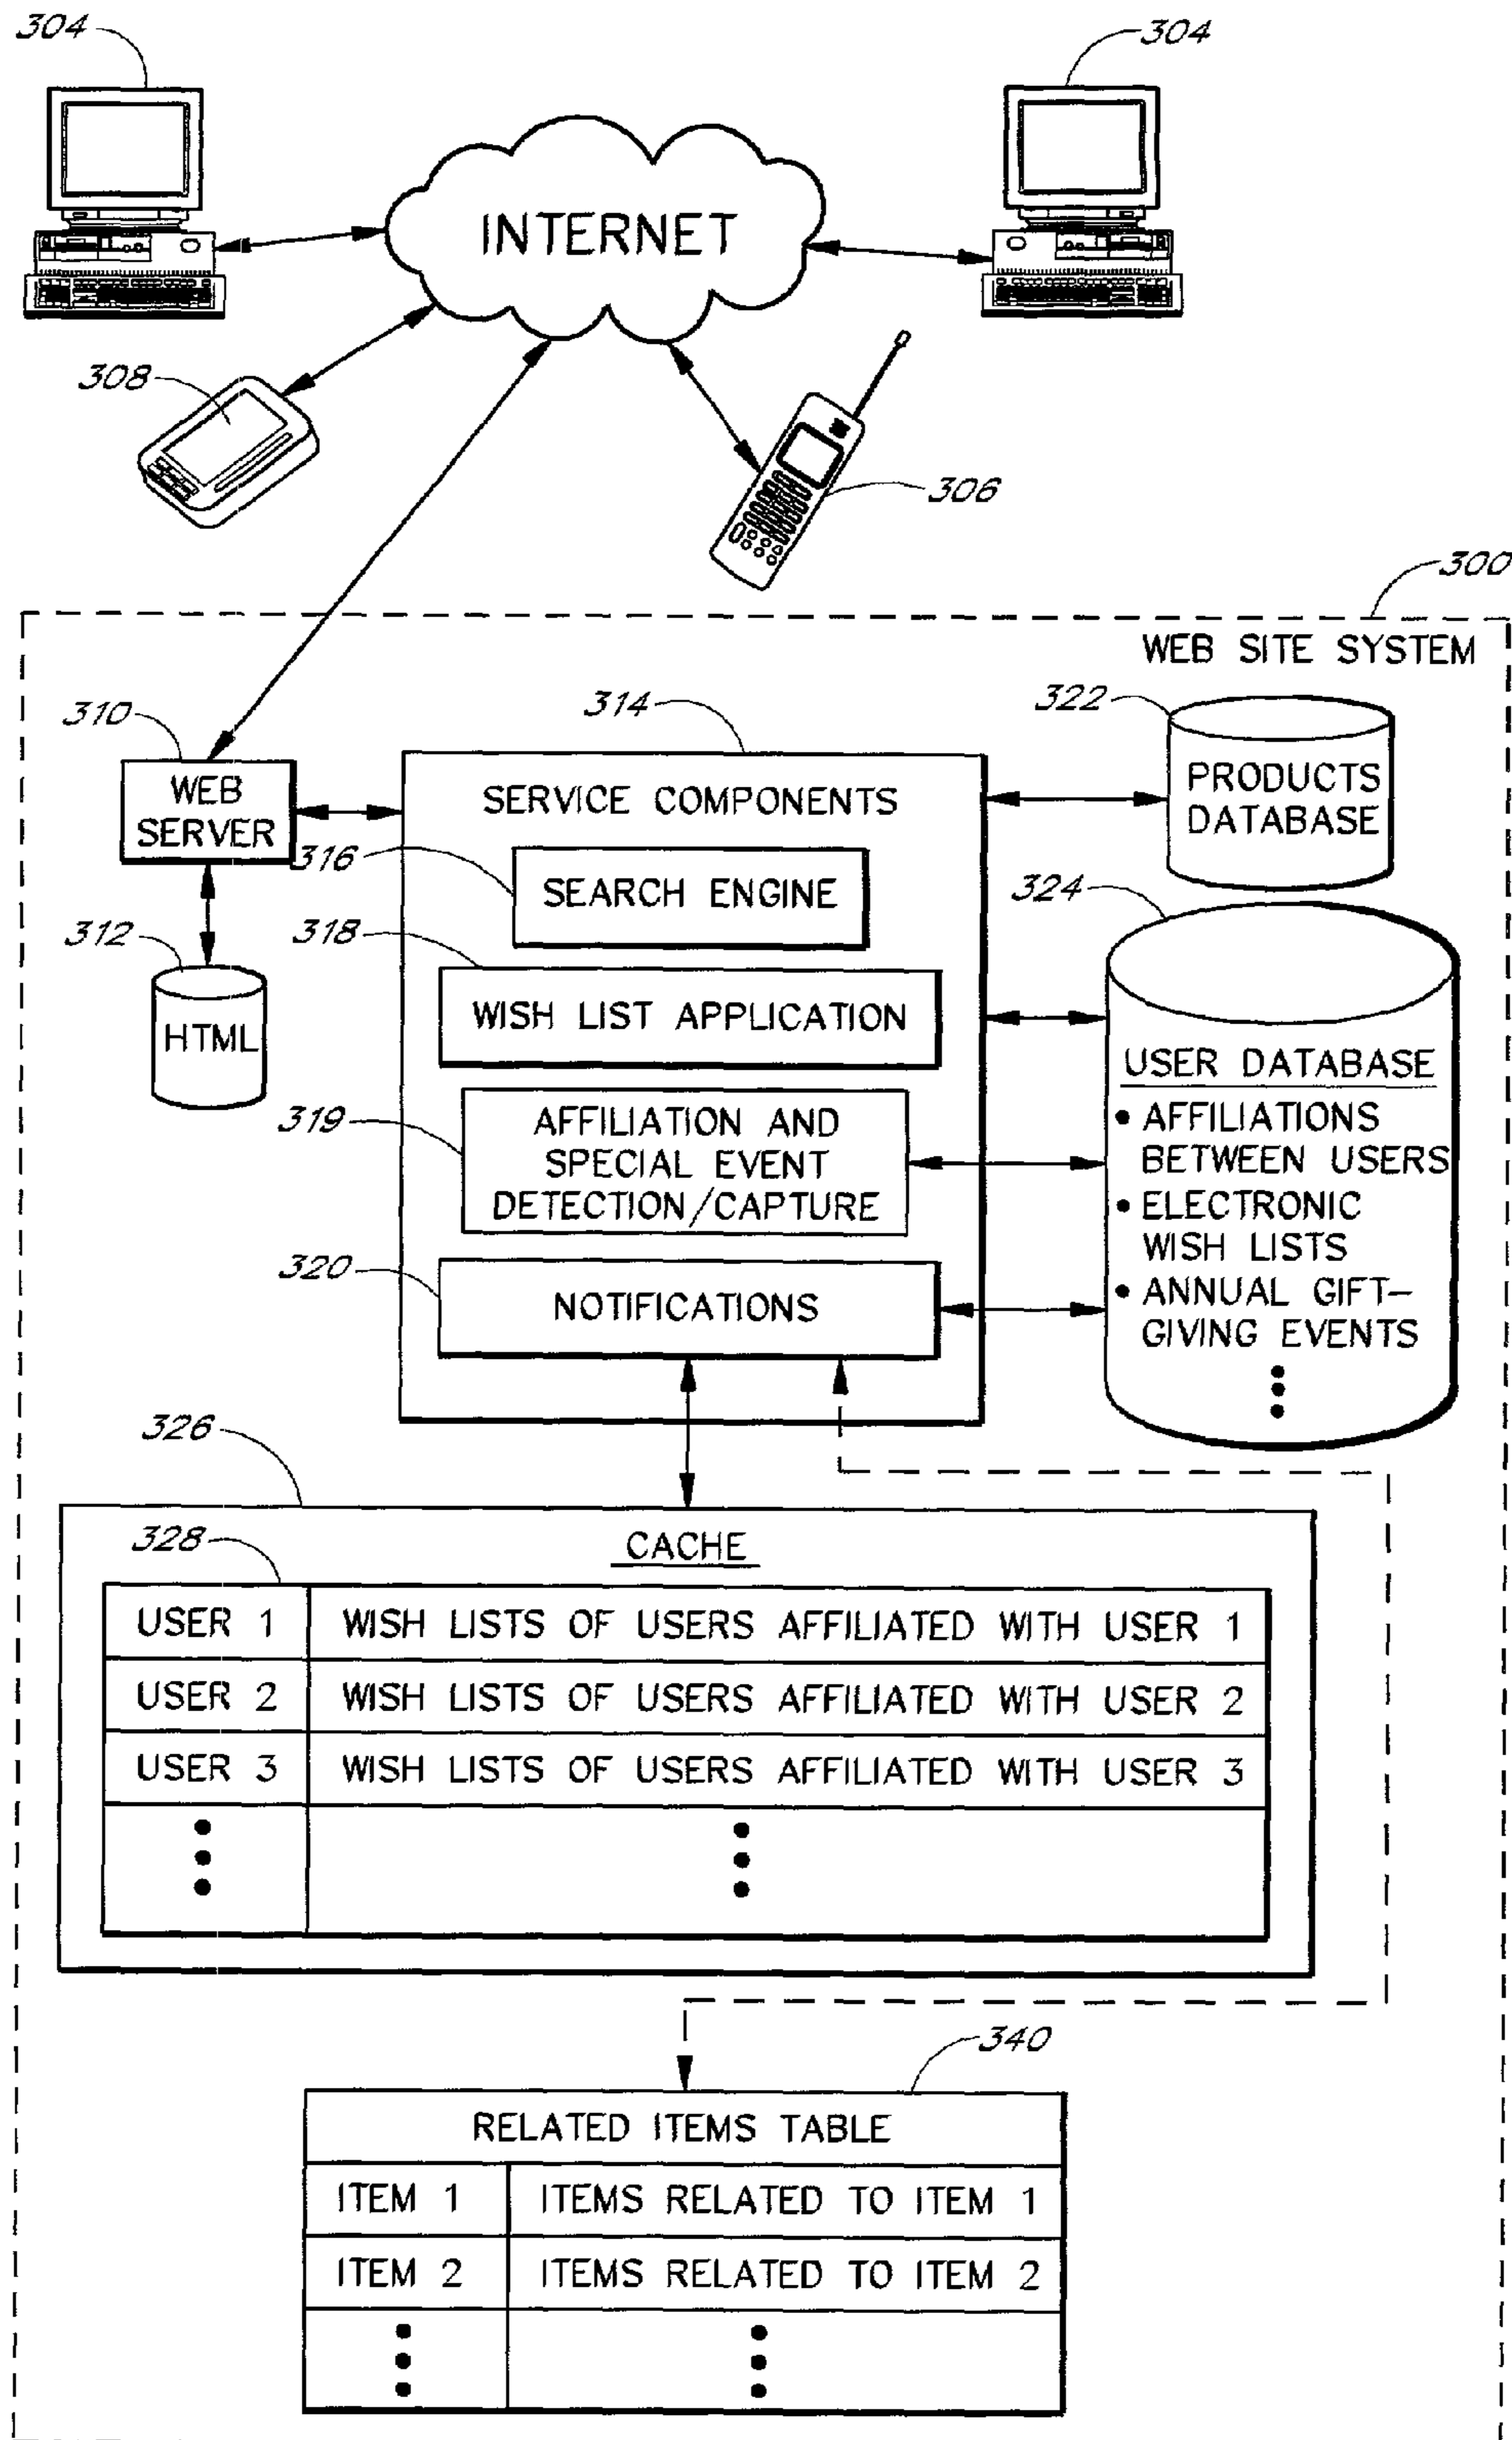 304
304
INTERNET
308
306
300
WEB SITE SYSTEM
310
314
322
WEB
SERVER
SERVICE COMPONENTS
PRODUCTS
DATABASE
316
SEARCH ENGINE
324
312
318
HTML
WISH LIST APPLICATION
USER DATABASE
• AFFILIATIONS
BETWEEN USERS
• ELECTRONIC
WISH LISTS
• ANNUAL GIFT-
GIVING EVENTS
319
AFFILIATION AND
SPECIAL EVENT
DETECTION/CAPTURE
320
NOTIFICATIONS
326
328
CACHE
USER 1 WISH LISTS OF USERS AFFILIATED WITH USER 1
USER 2 WISH LISTS OF USERS AFFILIATED WITH USER 2
USER 3 WISH LISTS OF USERS AFFILIATED WITH USER 3
340
RELATED ITEMS TABLE
ITEM 1 ITEMS RELATED TO ITEM 1
ITEM 2 ITEMS RELATED TO ITEM 2